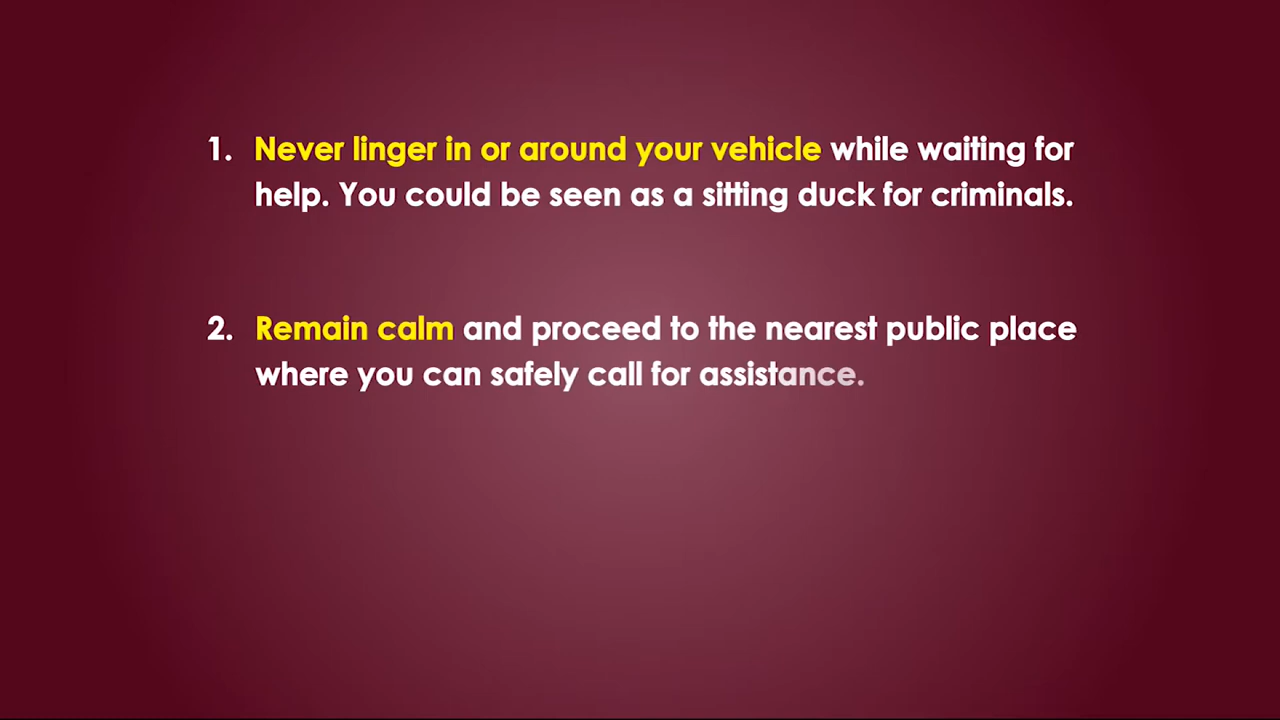 1. Never linger in or around your vehicle while waiting for
help. You could be seen as a sitting duck for criminals.
2. Remain calm and proceed to the nearest public place
where you can safely call for assistance.